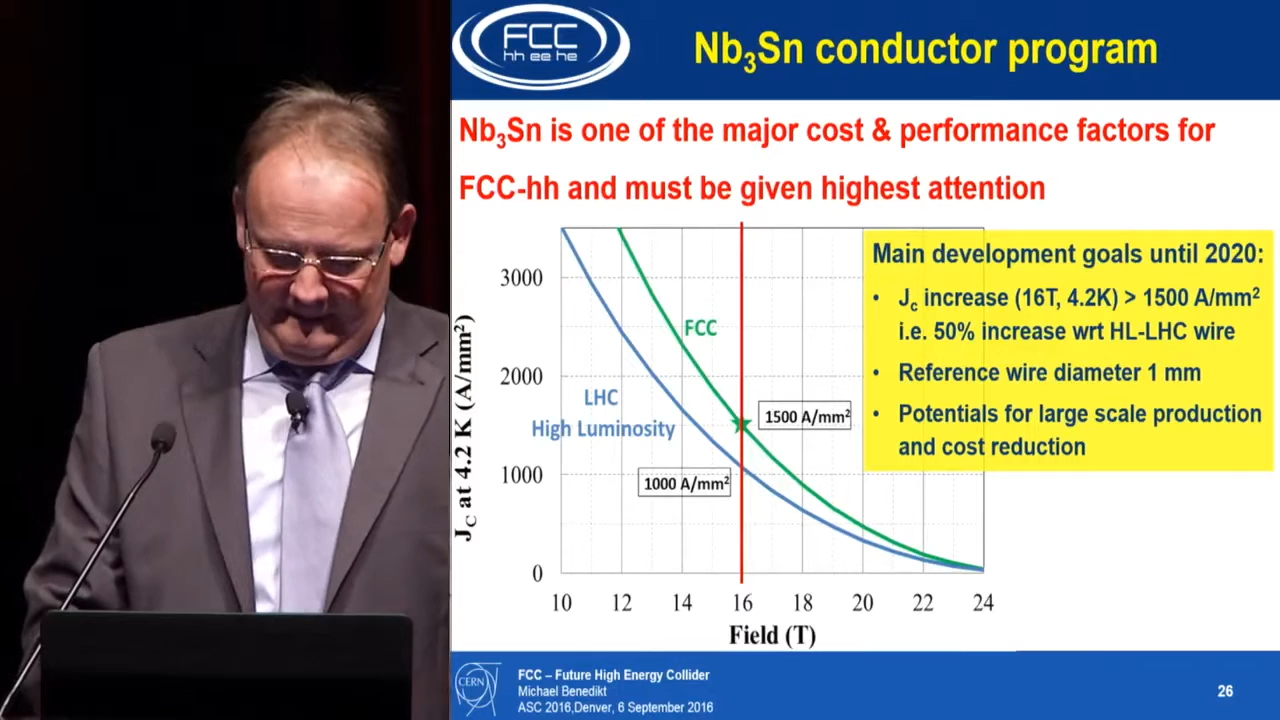 FCC
hh ee he
Nb₃Sn conductor program
Nb₃Sn is one of the major cost & performance factors for
FCC-hh and must be given highest attention
J_C at 4.2 K (A/mm²)
3000
2000
1000
0
10 12 14 16 18 20 22 24
Field (T)
FCC
LHC
High Luminosity
1500 A/mm²
1000 A/mm²
Main development goals until 2020:
• J_c increase (16T, 4.2K) > 1500 A/mm²
i.e. 50% increase wrt HL-LHC wire
• Reference wire diameter 1 mm
• Potentials for large scale production
and cost reduction
CERN
FCC – Future High Energy Collider
Michael Benedikt
ASC 2016,Denver, 6 September 2016
26